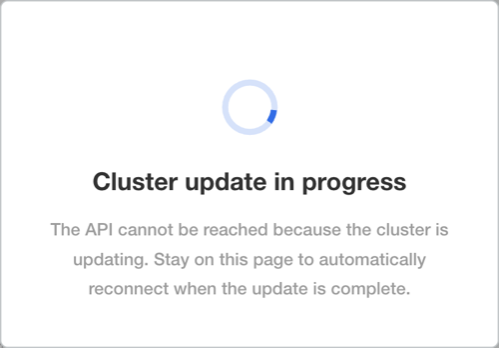 Cluster update in progress
The API cannot be reached because the cluster is
updating. Stay on this page to automatically
reconnect when the update is complete.